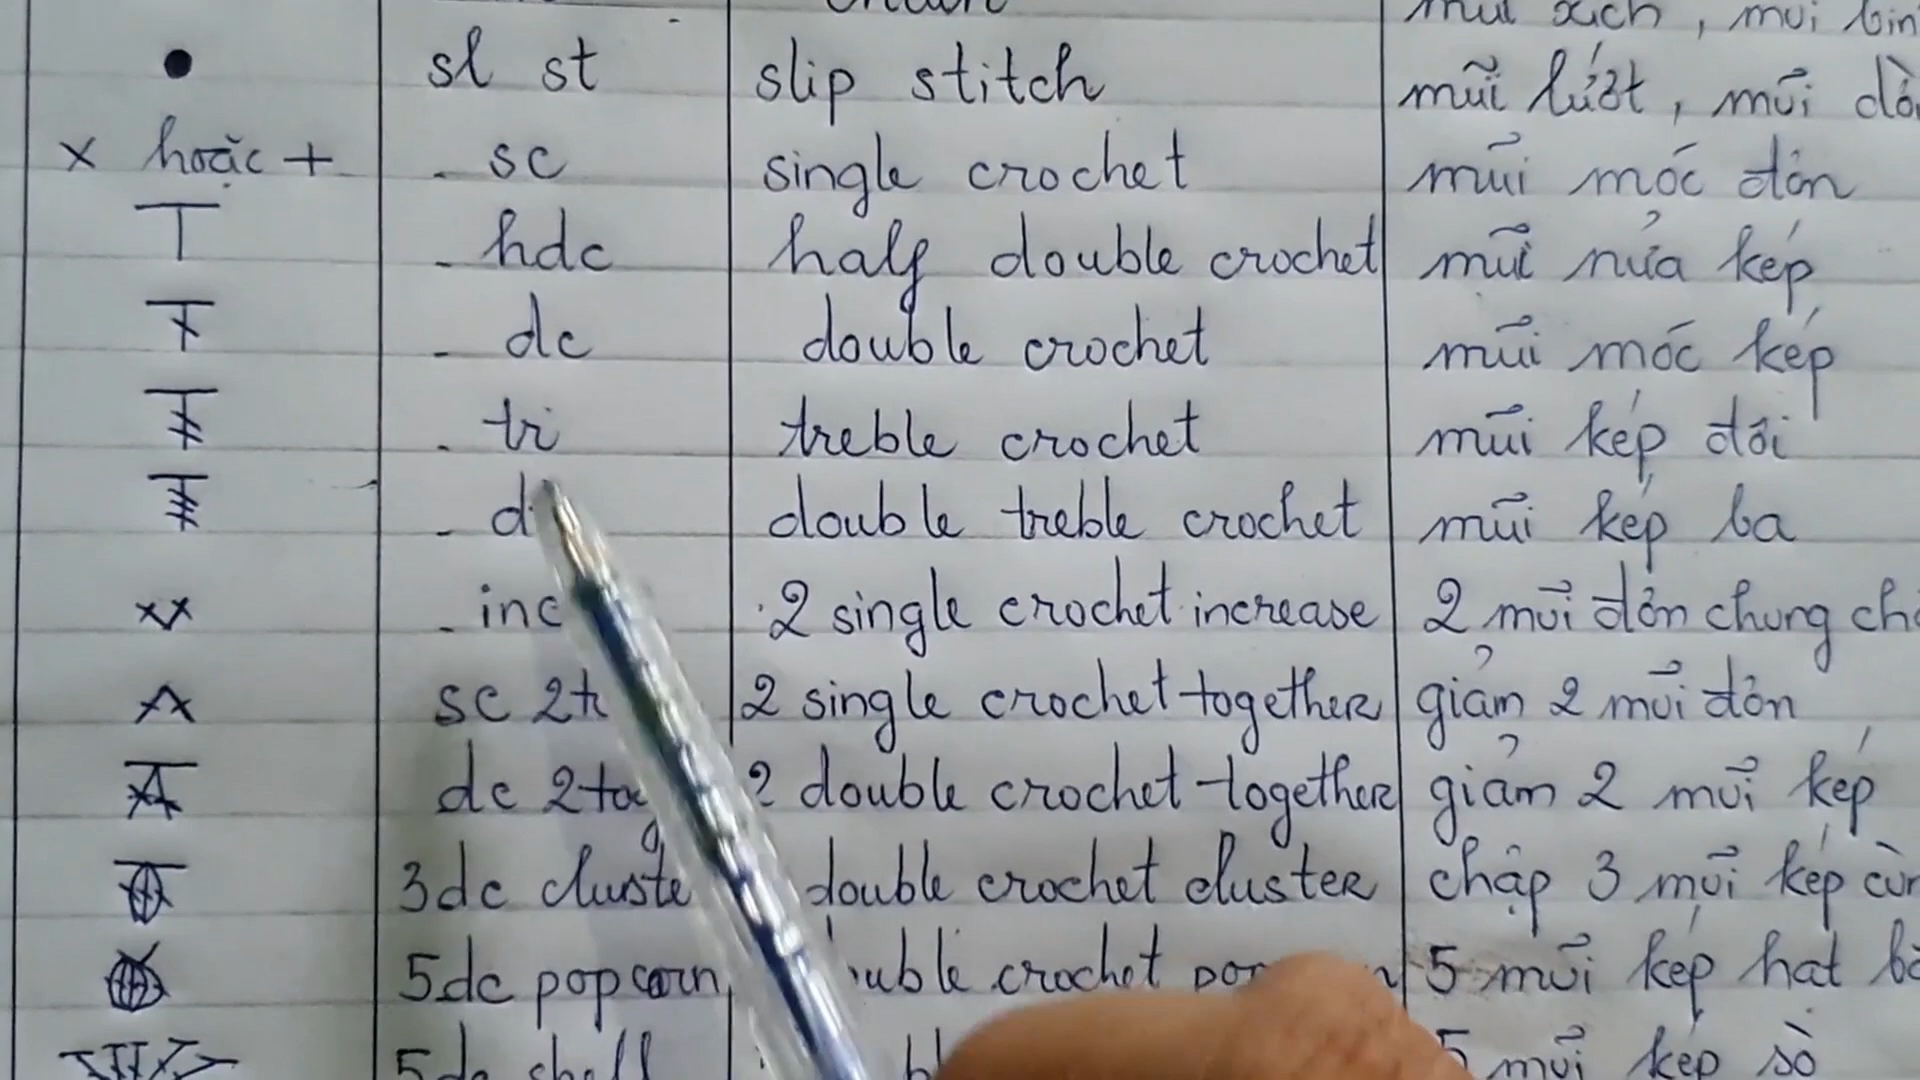 sl st slip stitch mũi lướt, mũi
x hoặc + - sc single crochet mũi móc đơn
- hdc half double crochet mũi nửa kép
- dc double crochet mũi móc kép
- tr treble crochet mũi kép đôi
double treble crochet mũi kép ba
- inc 2 single crochet increase 2 mũi đơn chung
sc 2 single crochet together giảm 2 mũi đơn
dc 2tog 2 double crochet together giảm 2 mũi kép
3dc double crochet cluster chập 3 mũi kép
5dc popcorn crochet 5 mũi kép hạt
5dc shell 5 mũi kép sò